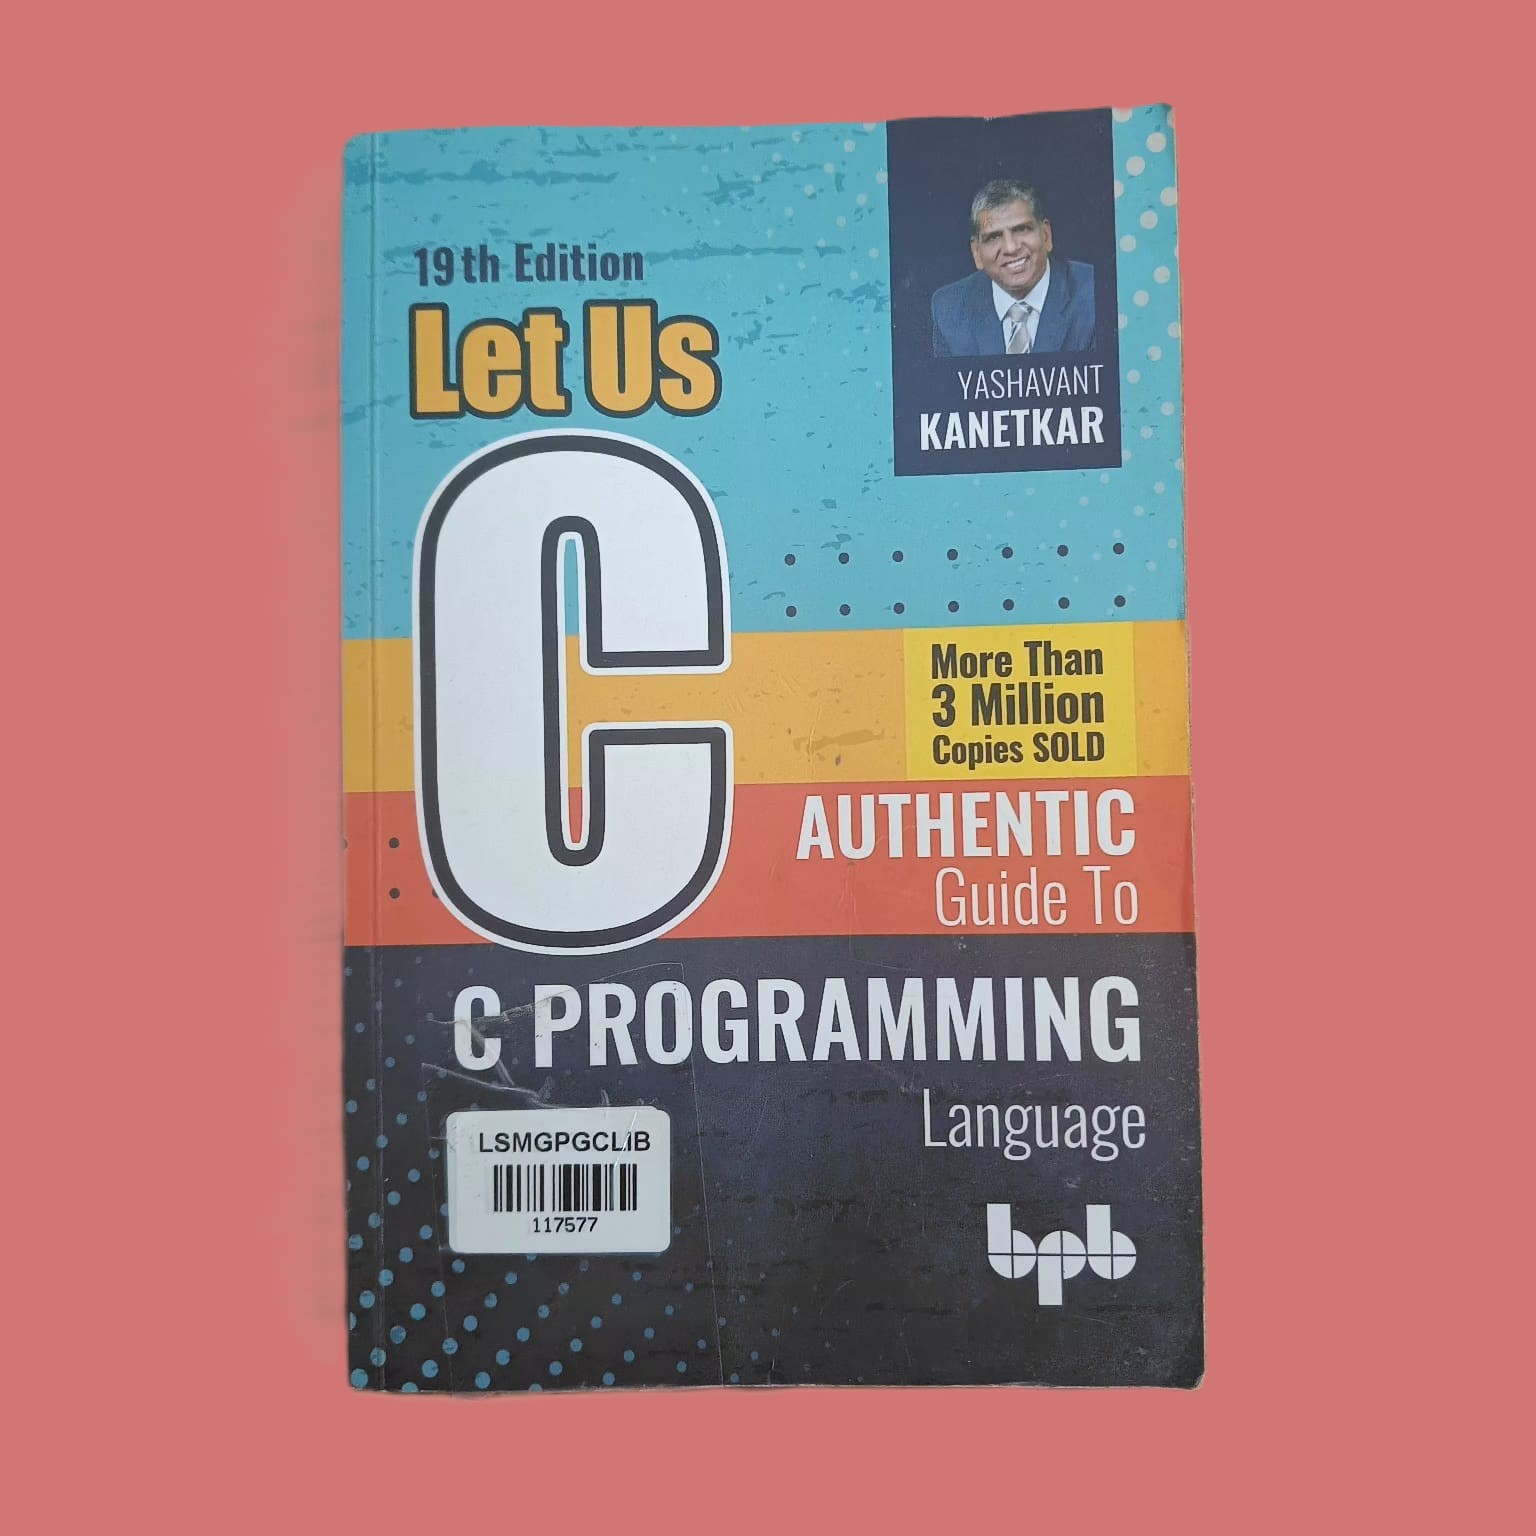 19th Edition
Let Us
C
YASHAVANT
KANETKAR
More Than
3 Million
Copies SOLD
AUTHENTIC
Guide To
C PROGRAMMING
Language
LSMGPGCLIB
117577
bpb